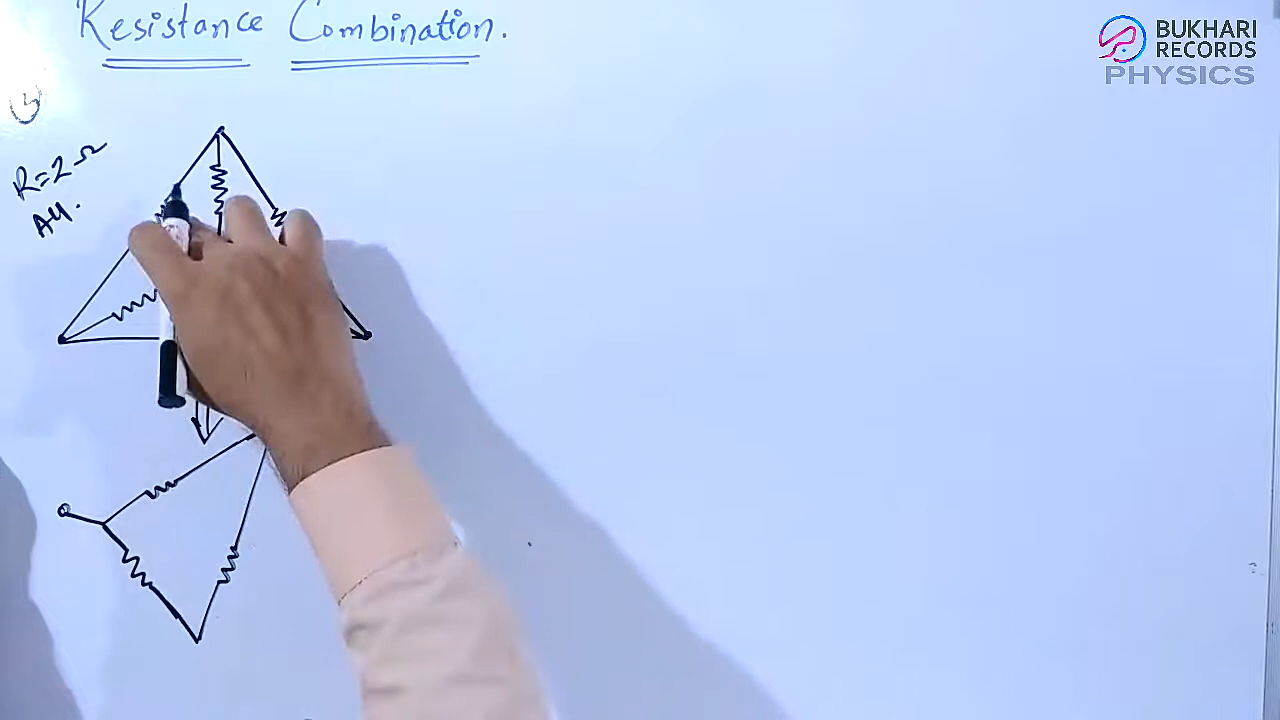 Resistance Combination.
R=2Ω
All.
BUKHARI
RECORDS
PHYSICS